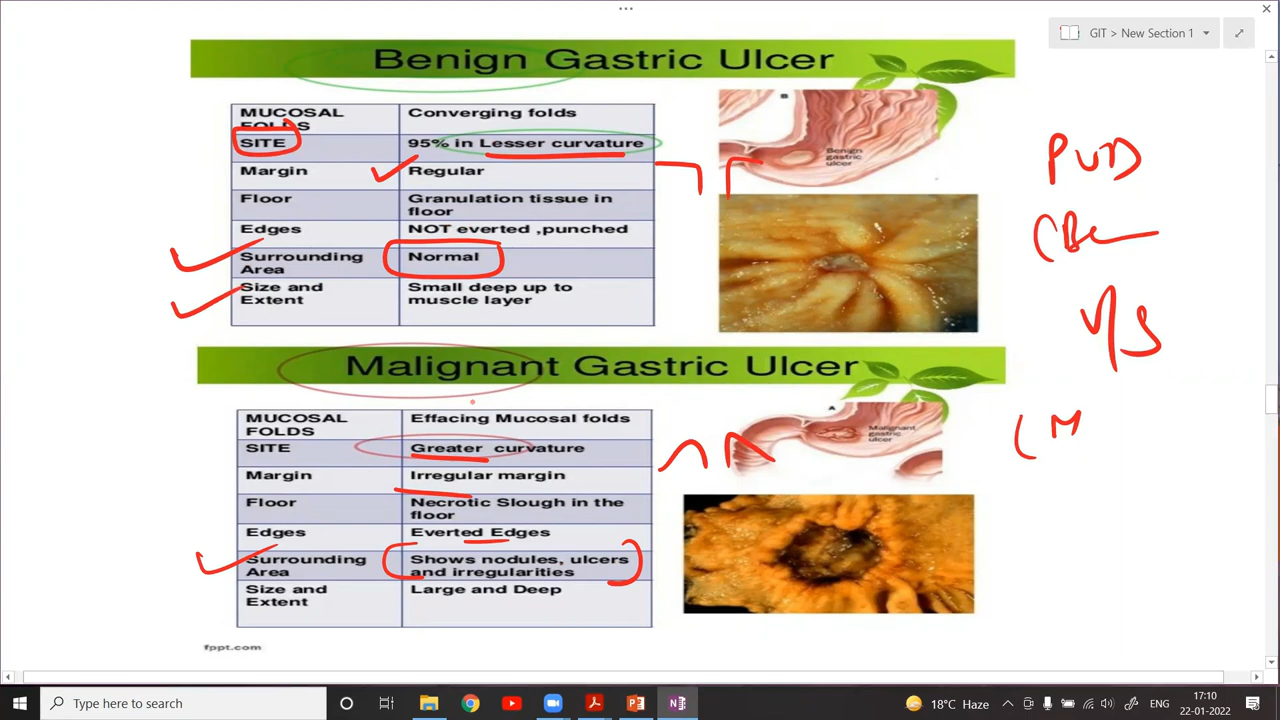 GIT > New Section 1
Benign Gastric Ulcer
MUCOSAL FOLDS Converging folds
SITE 95% in Lesser curvature
Margin Regular
Floor Granulation tissue in floor
Edges NOT everted ,punched
Surrounding Area Normal
Size and Extent Small deep up to muscle layer
B
Benign gastric ulcer
PUD
V/S
Malignant Gastric Ulcer
MUCOSAL FOLDS Effacing Mucosal folds
SITE Greater curvature
Margin Irregular margin
Floor Necrotic Slough in the floor
Edges Everted Edges
Surrounding Area Shows nodules, ulcers and irregularities
Size and Extent Large and Deep
A
Malignant gastric ulcer
(M
fppt.com
Type here to search
18°C Haze
ENG
17:10
22-01-2022